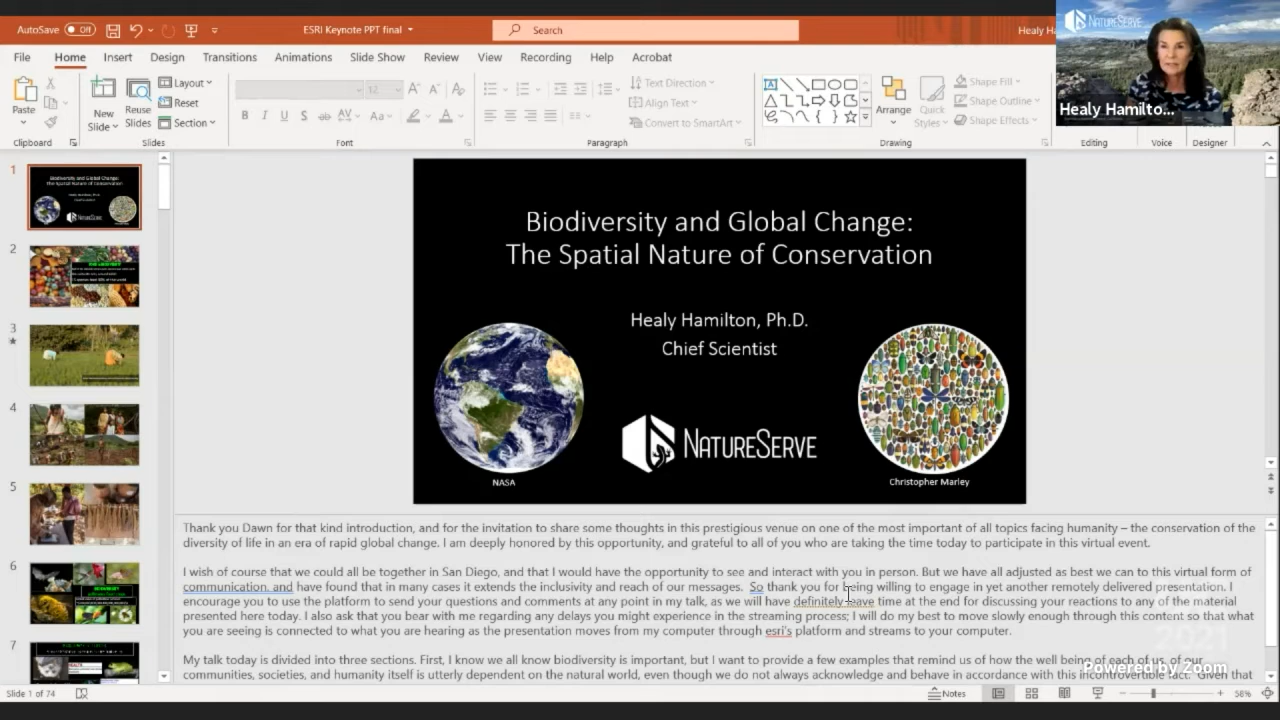 AutoSave Off
ESRI Keynote PPT final
Search
Healy Ha
NATURESERVE
Healy Hamilto...
File Home Insert Design Transitions Animations Slide Show Review View Recording Help Acrobat
Paste
Clipboard
New Slide
Reuse Slides
Layout
Reset
Section
Slides
12
Font
Text Direction
Align Text
Convert to SmartArt
Paragraph
Arrange
Quick Styles
Shape Fill
Shape Outline
Shape Effects
Drawing
Editing
Voice
Designer
1
2
3
4
5
6
7
Biodiversity and Global Change:
The Spatial Nature of Conservation
Healy Hamilton, Ph.D.
Chief Scientist
NATURESERVE
NASA
Christopher Marley
Thank you Dawn for that kind introduction, and for the invitation to share some thoughts in this prestigious venue on one of the most important of all topics facing humanity – the conservation of the
diversity of life in an era of rapid global change. I am deeply honored by this opportunity, and grateful to all of you who are taking the time today to participate in this virtual event.
I wish of course that we could all be together in San Diego, and that I would have the opportunity to see and interact with you in person. But we have all adjusted as best we can to this virtual form of
communication, and have found that in many cases it extends the inclusivity and reach of our messages. So thank you for being willing to engage in yet another remotely delivered presentation. I
encourage you to use the platform to send your questions and comments at any point in my talk, as we will have definitely leave time at the end for discussing your reactions to any of the material
presented here today. I also ask that you bear with me regarding any delays you might experience in the streaming process; I will do my best to move slowly enough through this content so that what
you are seeing is connected to what you are hearing as the presentation moves from my computer through esri's platform and streams to your computer.
My talk today is divided into three sections. First, I know we all know biodiversity is important, but I want to provide a few examples that remind us of how the well being of each of us, our
communities, societies, and humanity itself is utterly dependent on the natural world, even though we do not always acknowledge and behave in accordance with this incontrovertible fact. Given that
Powered by Zoom
Slide 1 of 74
Notes
58%